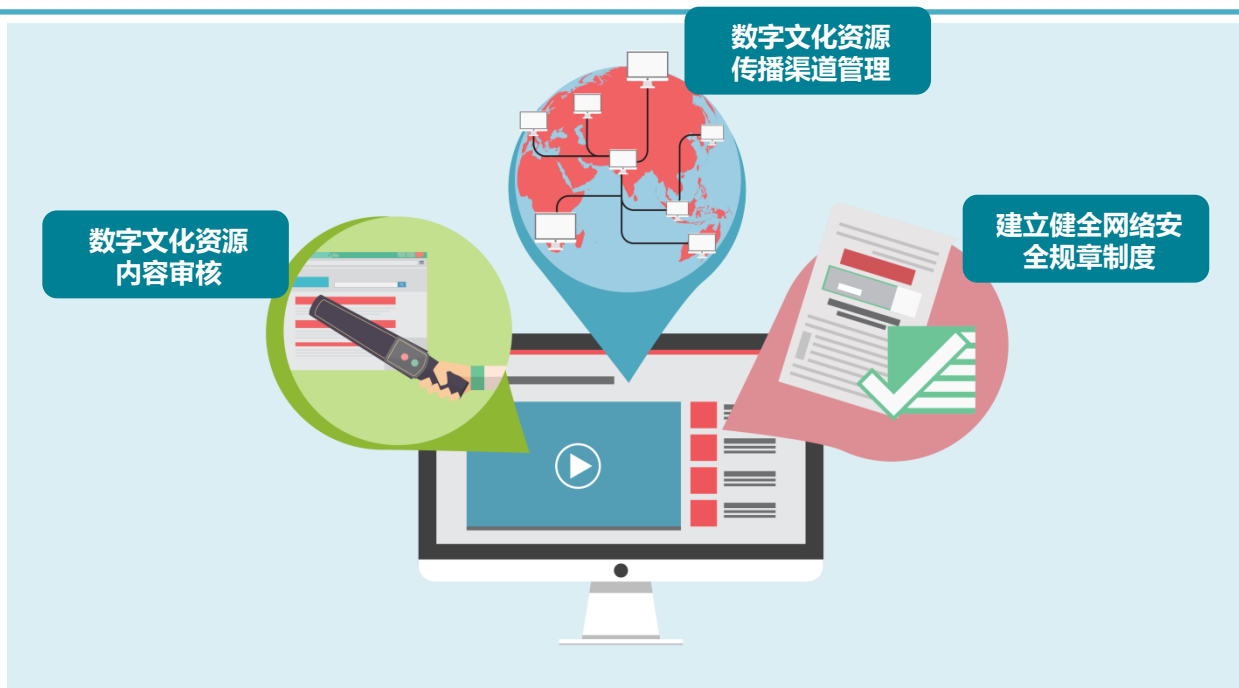 数字文化资源
传播渠道管理
数字文化资源
内容审核
建立健全网络安
全规章制度